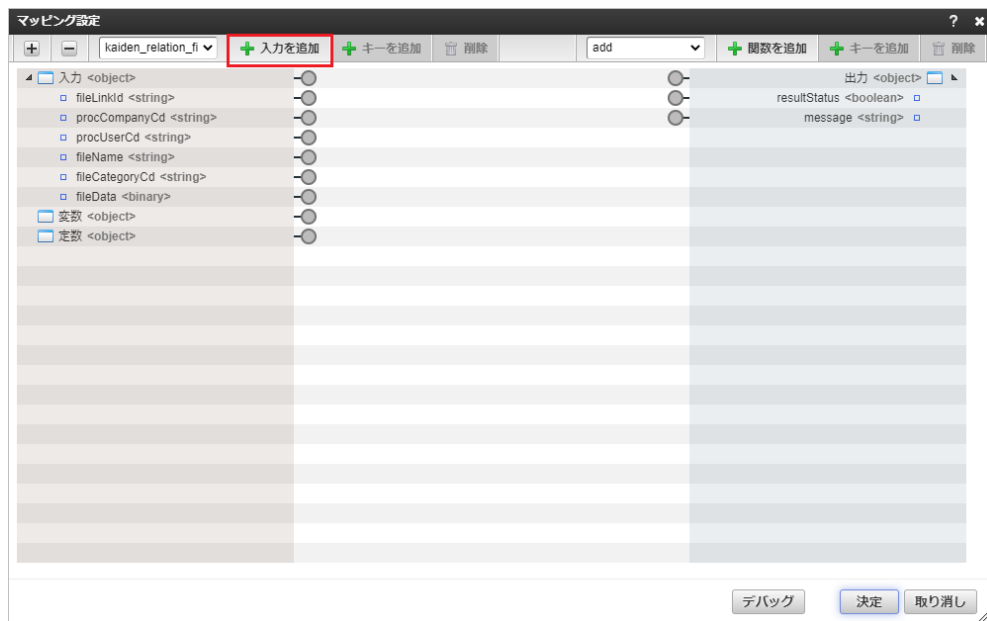 マッピング設定 ?
kaiden_relation_fi 入力を追加 キーを追加 削除 add 関数を追加 キーを追加 削除
入力 <object> 出力 <object>
fileLinkId <string> resultStatus <boolean>
procCompanyCd <string> message <string>
procUserCd <string>
fileName <string>
fileCategoryCd <string>
fileData <binary>
変数 <object>
定数 <object>
デバッグ 決定 取り消し